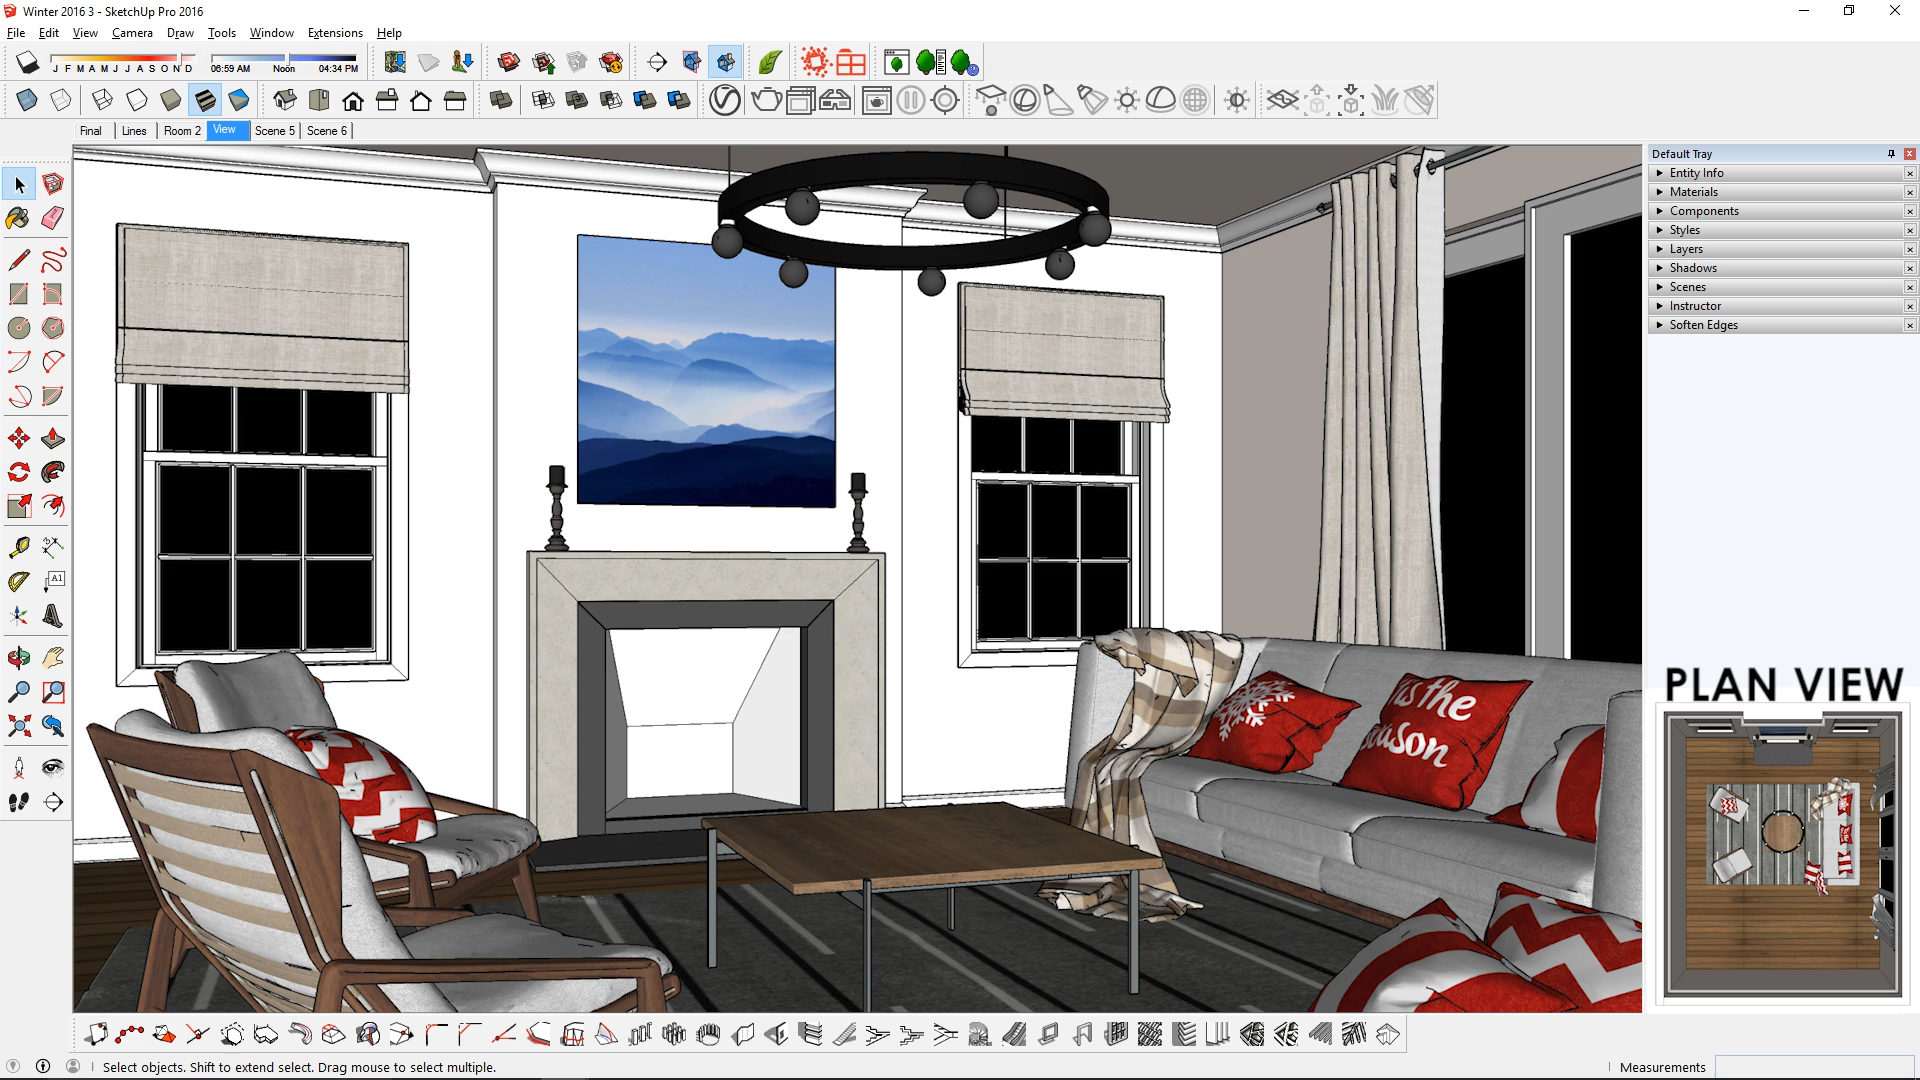 Winter 2016 3 - SketchUp Pro 2016
File Edit View Camera Draw Tools Window Extensions Help
J F M A M J J A S O N D 06:59 AM Noon 04:34 PM
Final Lines Room 2 View Scene 5 Scene 6
Default Tray
Entity Info
Materials
Components
Styles
Layers
Shadows
Scenes
Instructor
Soften Edges
A1
'tis the
season
PLAN VIEW
Select objects. Shift to extend select. Drag mouse to select multiple.
Measurements